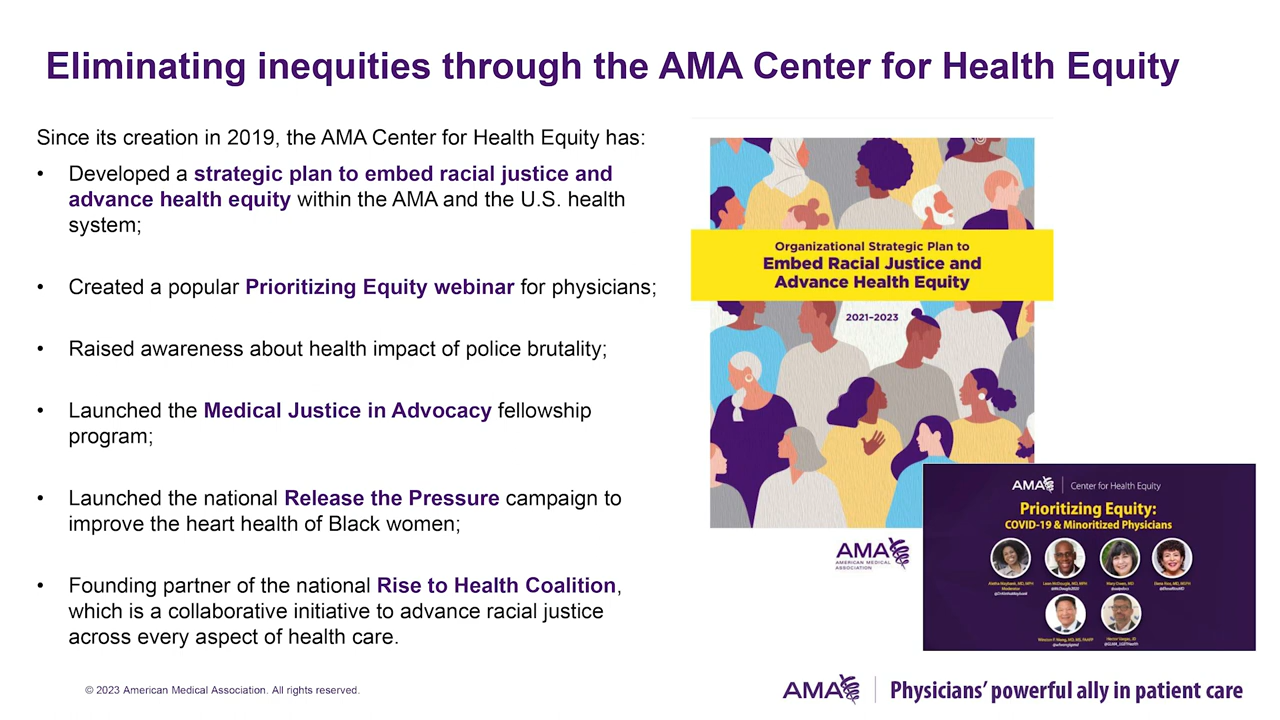 Eliminating inequities through the AMA Center for Health Equity
Since its creation in 2019, the AMA Center for Health Equity has:
• Developed a strategic plan to embed racial justice and
advance health equity within the AMA and the U.S. health
system;
• Created a popular Prioritizing Equity webinar for physicians;
• Raised awareness about health impact of police brutality;
• Launched the Medical Justice in Advocacy fellowship
program;
• Launched the national Release the Pressure campaign to
improve the heart health of Black women;
• Founding partner of the national Rise to Health Coalition,
which is a collaborative initiative to advance racial justice
across every aspect of health care.
Organizational Strategic Plan to
Embed Racial Justice and
Advance Health Equity
2021–2023
AMA
AMERICAN MEDICAL
ASSOCIATION
AMA | Center for Health Equity
Prioritizing Equity:
COVID-19 & Minoritized Physicians
Moderator
© 2023 American Medical Association. All rights reserved.
AMA | Physicians' powerful ally in patient care